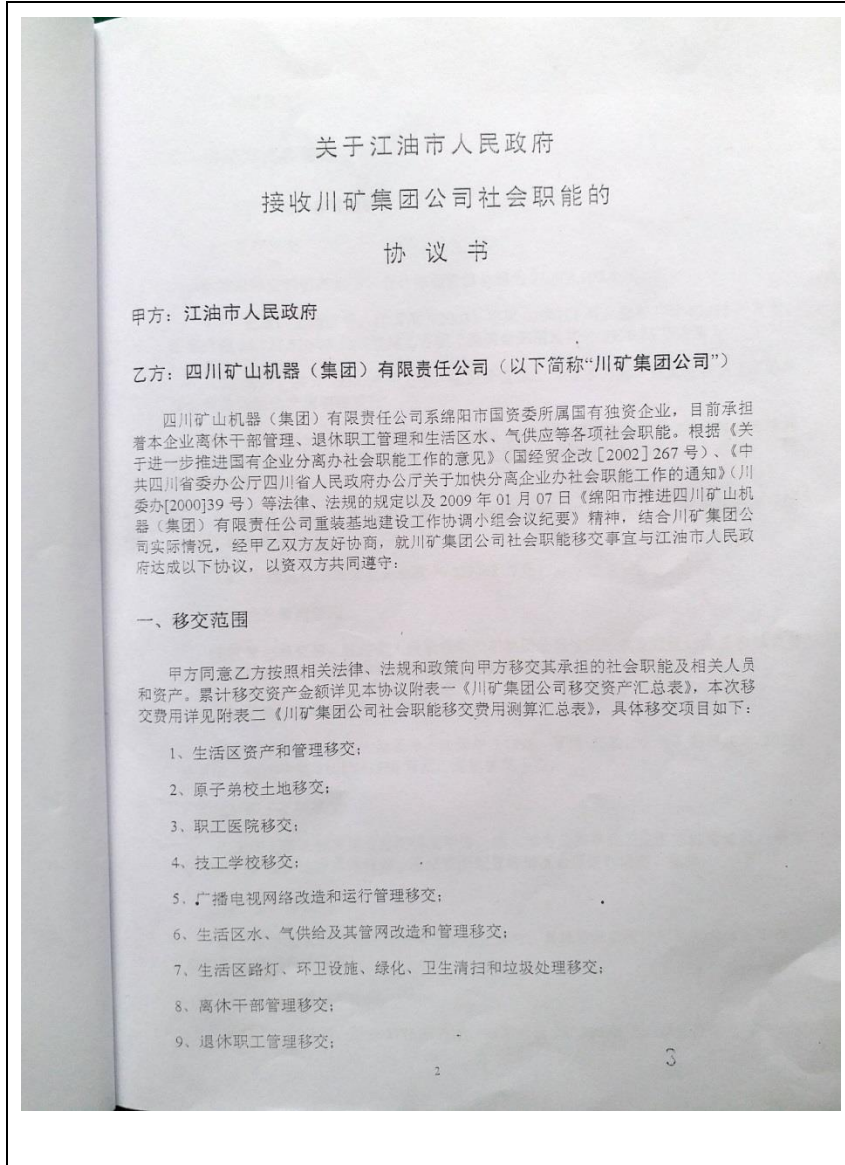 关于江油市人民政府
接收川矿集团公司社会职能的
协 议 书
甲方：江油市人民政府
乙方：四川矿山机器（集团）有限责任公司（以下简称“川矿集团公司”）
四川矿山机器（集团）有限责任公司系绵阳市国资委所属国有独资企业，目前承担
着本企业离休干部管理、退休职工管理和生活区水、气供应等各项社会职能。根据《关
于进一步推进国有企业分离办社会职能工作的意见》（国经贸企改［2002］267 号）、《中
共四川省委办公厅四川省人民政府办公厅关于加快分离企业办社会职能工作的通知》（川
委办[2000]39 号）等法律、法规的规定以及 2009 年 01 月 07 日《绵阳市推进四川矿山机
器（集团）有限责任公司重装基地建设工作协调小组会议纪要》精神，结合川矿集团公
司实际情况，经甲乙双方友好协商，就川矿集团公司社会职能移交事宜与江油市人民政
府达成以下协议，以资双方共同遵守：
一、移交范围
甲方同意乙方按照相关法律、法规和政策向甲方移交其承担的社会职能及相关人员
和资产。累计移交资产金额详见本协议附表一《川矿集团公司移交资产汇总表》，本次移
交费用详见附表二《川矿集团公司社会职能移交费用测算汇总表》，具体移交项目如下：
1、生活区资产和管理移交；
2、原子弟校土地移交；
3、职工医院移交；
4、技工学校移交；
5、广播电视网络改造和运行管理移交；
6、生活区水、气供给及其管网改造和管理移交；
7、生活区路灯、环卫设施、绿化、卫生清扫和垃圾处理移交；
8、离休干部管理移交；
9、退休职工管理移交；
2
3